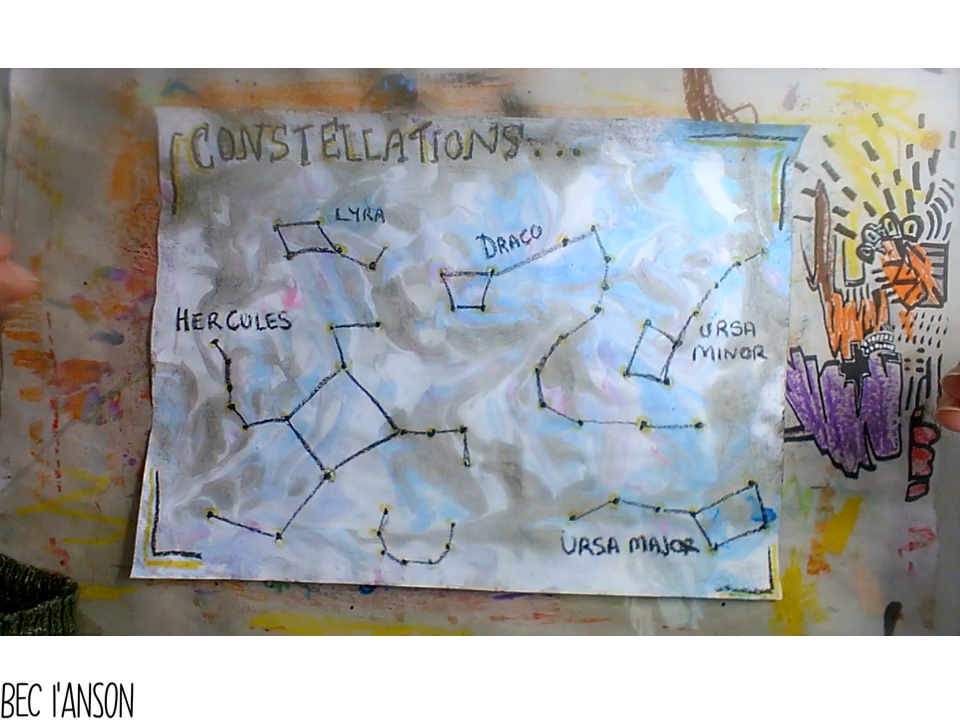 CONSTELLATIONS...
LYRA
DRACO
HERCULES
URSA
MINOR
URSA MAJOR
BEC I'ANSON